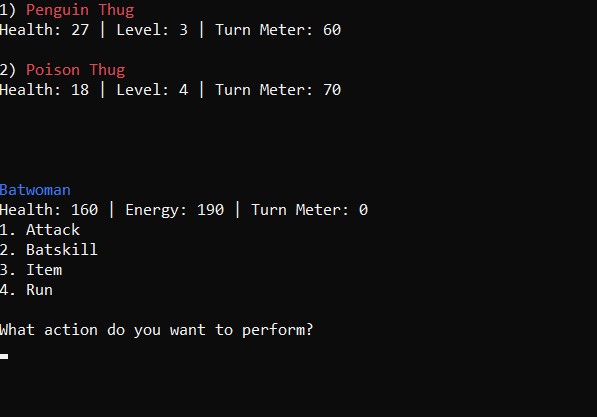 1) Penguin Thug
Health: 27 | Level: 3 | Turn Meter: 60
2) Poison Thug
Health: 18 | Level: 4 | Turn Meter: 70
Batwoman
Health: 160 | Energy: 190 | Turn Meter: 0
1. Attack
2. Batskill
3. Item
4. Run
What action do you want to perform?